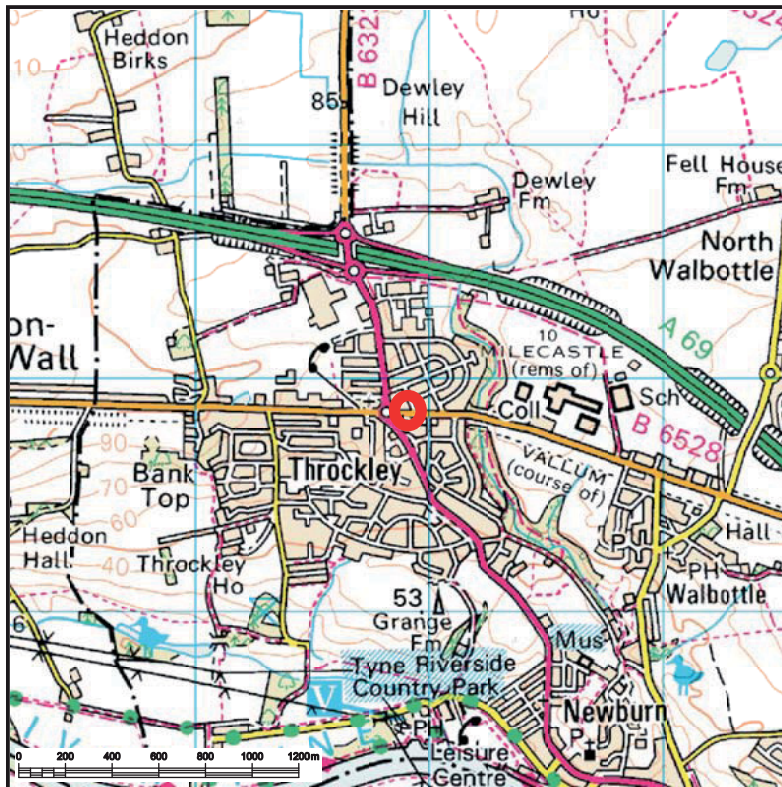 Heddon
Birks
B 632
Ho
Dewley
Hill
85
10
Dewley
Fm
Fell House
Fm
North
Walbottle
on-
Wall
A 69
10
MILECASTLE
(rems of)
Coll
Sch
B 6528
VALLUM
(course of)
Throckley
90
80
70
60
40
Bank
Top
Heddon
Hall
Throckley
Ho
P
Hall
PH
Walbottle
53
Grange
Fm
Mus
6
Tyne Riverside
Country Park
V
PH
Newburn
P
Leisure
Centre
0 200 400 600 800 1000 1200m